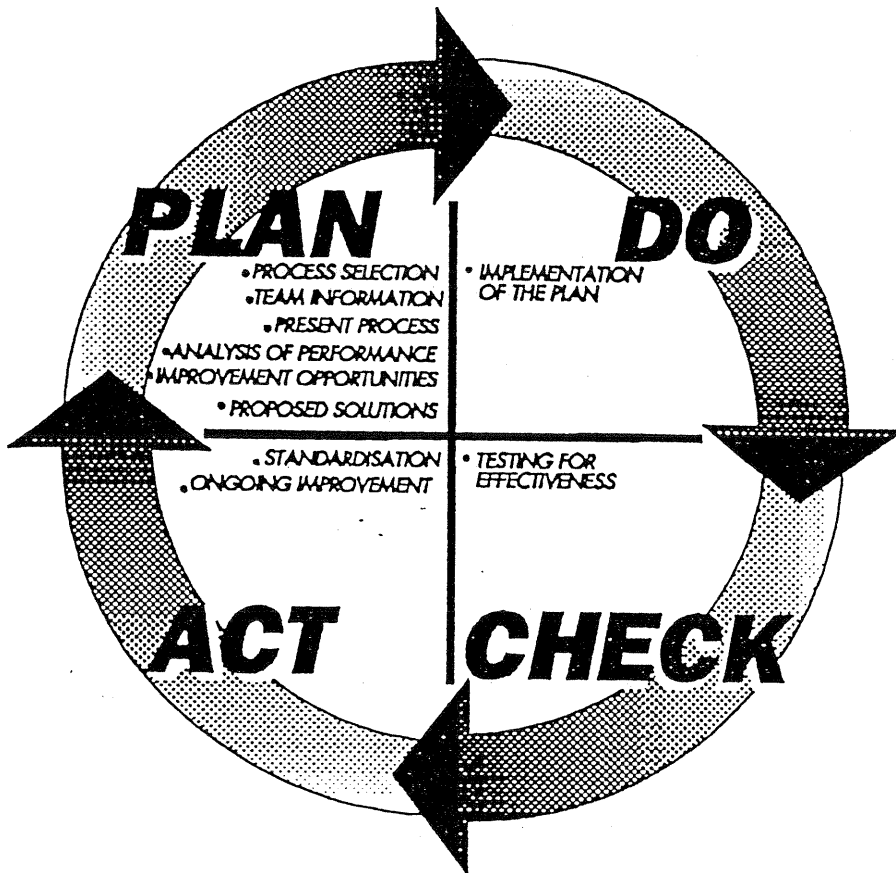 PLAN
• PROCESS SELECTION
• TEAM INFORMATION
• PRESENT PROCESS
• ANALYSIS OF PERFORMANCE
• IMPROVEMENT OPPORTUNITIES
• PROPOSED SOLUTIONS
DO
• IMPLEMENTATION
OF THE PLAN
CHECK
• TESTING FOR
EFFECTIVENESS
ACT
• STANDARDISATION
• ONGOING IMPROVEMENT